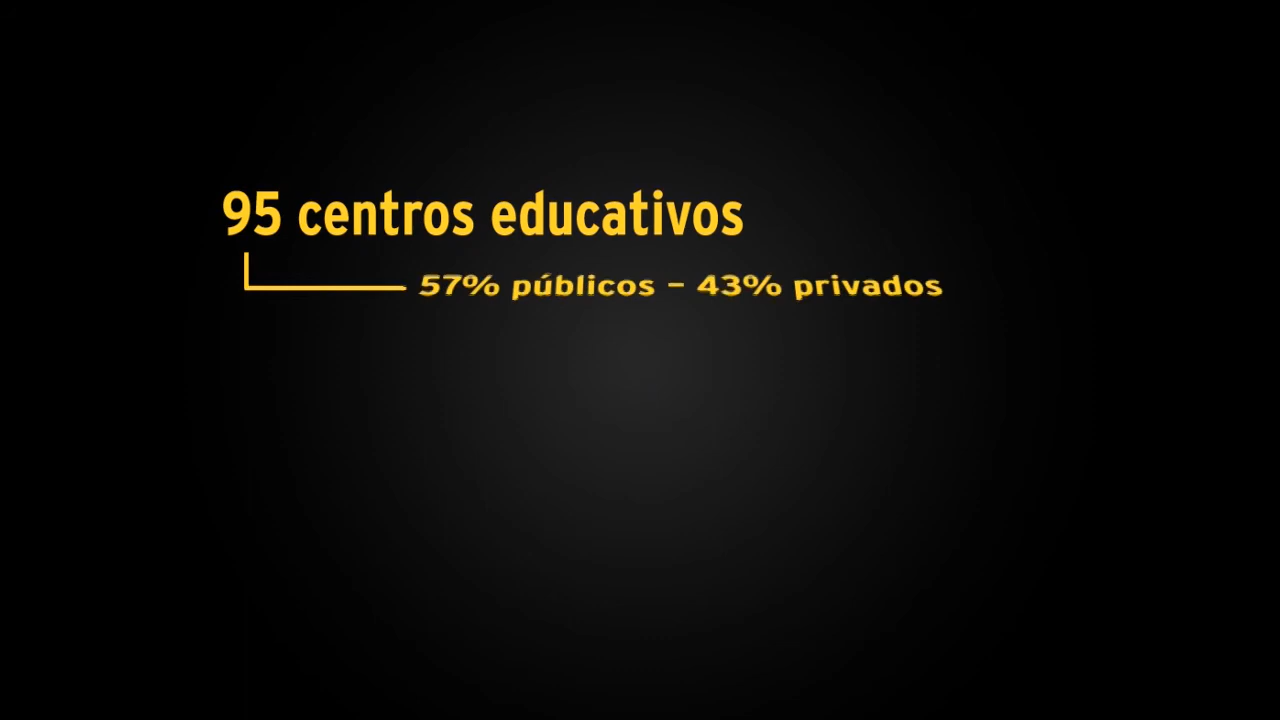 95 centros educativos
57% públicos – 43% privados